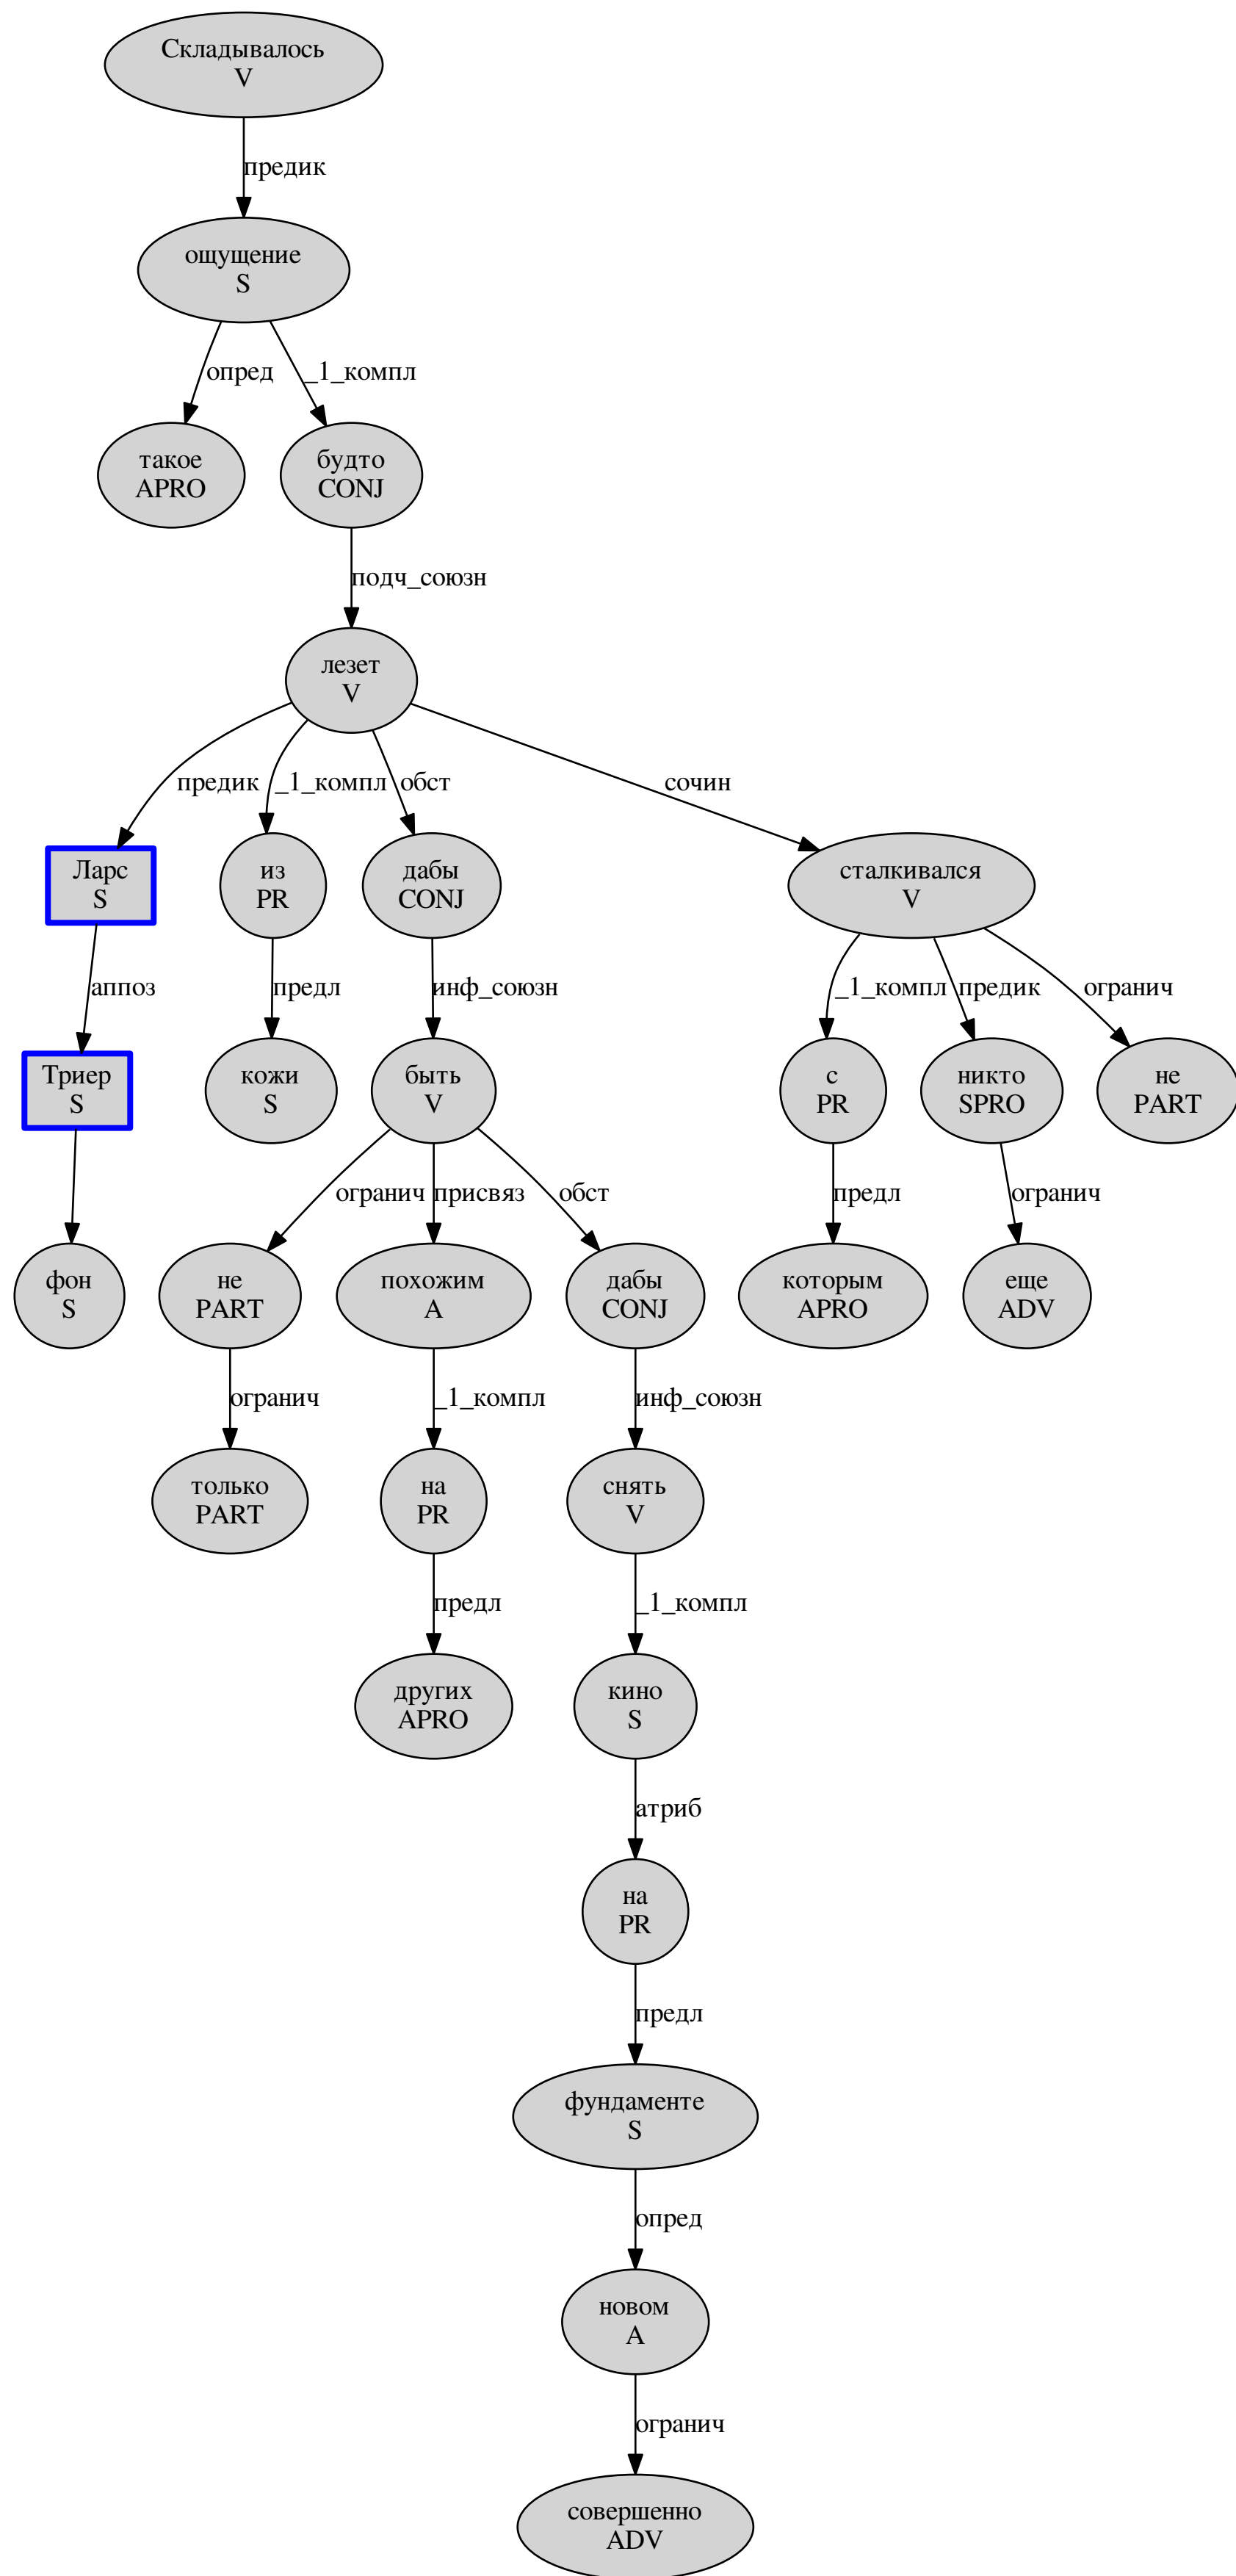 Складывалось
V
предик
ощущение
S
опред
_1_компл
такое
APRO
будто
CONJ
подч_союзн
лезет
V
предик
_1_компл
обст
сочин
Ларс
S
из
PR
дабы
CONJ
сталкивался
V
аппоз
предл
инф_союзн
_1_компл
предик
огранич
Триер
S
кожи
S
быть
V
с
PR
никто
SPRO
не
PART
огранич
присвяз
обст
предл
огранич
фон
S
не
PART
похожим
A
дабы
CONJ
которым
APRO
еще
ADV
огранич
_1_компл
инф_союзн
только
PART
на
PR
снять
V
предл
_1_компл
других
APRO
кино
S
атриб
на
PR
предл
фундаменте
S
опред
новом
A
огранич
совершенно
ADV